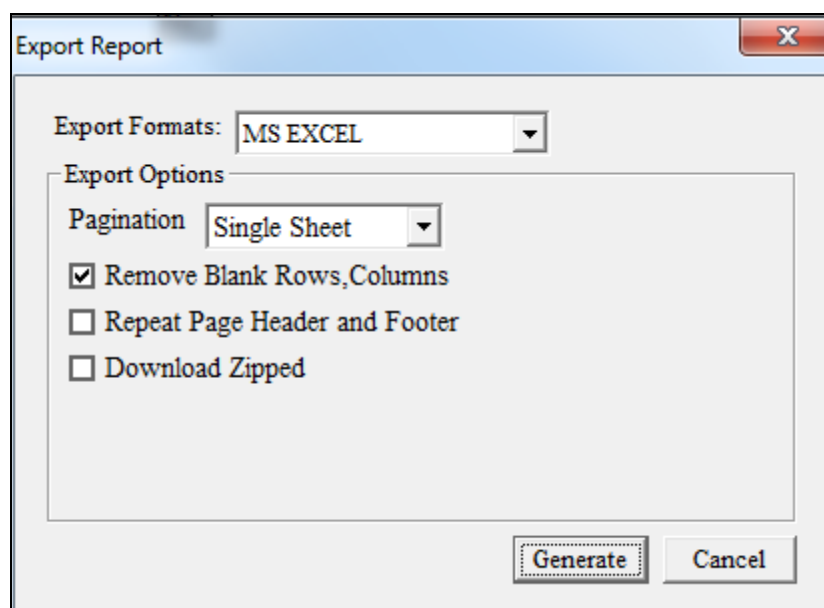 Export Report
Export Formats: MS EXCEL
Export Options
Pagination Single Sheet
Remove Blank Rows,Columns
Repeat Page Header and Footer
Download Zipped
Generate Cancel